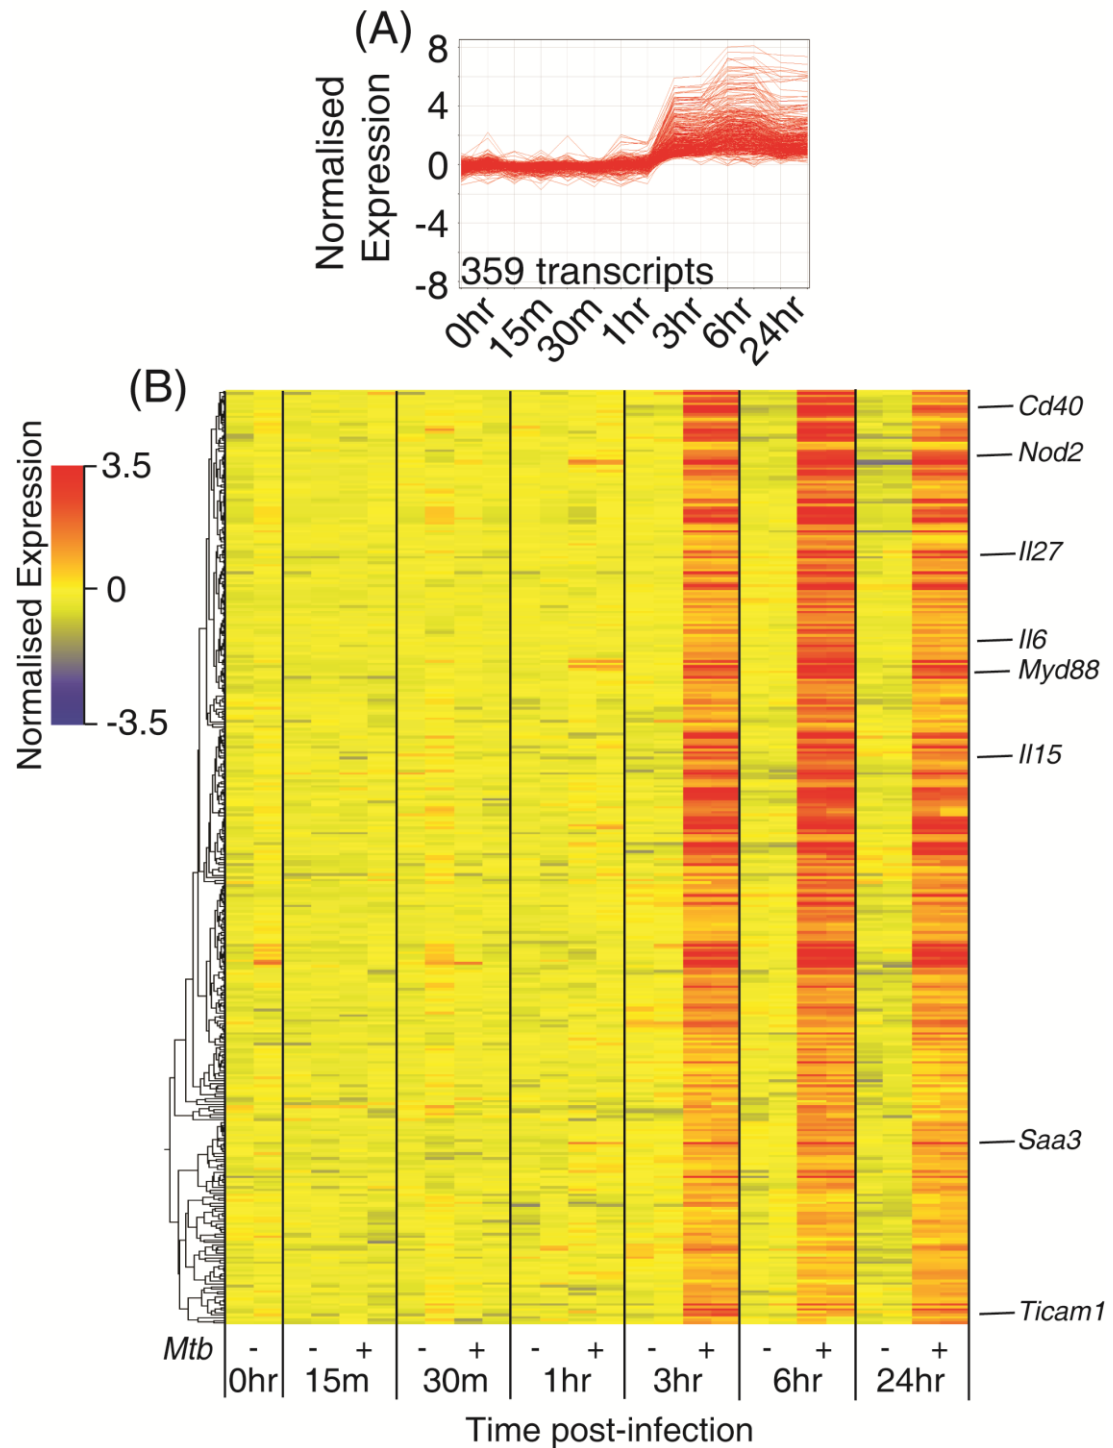 (A)
Normalised
Expression
8
4
0
-4
-8
359 transcripts
0hr
15m
30m
1hr
3hr
6hr
24hr
(B)
Normalised Expression
3.5
0
-3.5
Cd40
Nod2
Il27
Il6
Myd88
Il15
Saa3
Ticam1
Mtb - - + - + - + - + - + - +
0hr 15m 30m 1hr 3hr 6hr 24hr
Time post-infection